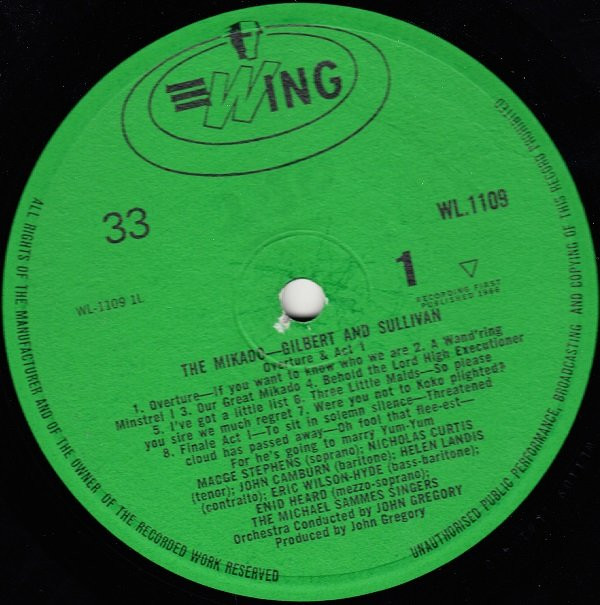 WING
33
WL.1109
WL-1109 1L
1
RECORDING FIRST
PUBLISHED 1966
THE MIKADO—GILBERT AND SULLIVAN
Overture & Act 1
1. Overture—If you want to know who we are 2. A Wand'ring
Minstrel I 3. Our Great Mikado 4. Behold the Lord High Executioner
5. I've got a little list 6. Three Little Maids—So please
you sire we much regret 7. Were you not to Koko plighted?
8. Finale Act 1—To sit in solemn silence—Threatened
cloud has passed away—Oh fool that flee-est—
For he's going to marry Yum-Yum
MADGE STEPHENS (soprano); NICHOLAS CURTIS
(tenor); JOHN CAMBURN (baritone); HELEN LANDIS
(contralto); ERIC WILSON-HYDE (bass-baritone);
ENID HEARD (mezzo-soprano);
THE MICHAEL SAMMES SINGERS
Orchestra Conducted by JOHN GREGORY
Produced by John Gregory
ALL RIGHTS OF THE MANUFACTURER AND OF THE OWNER OF THE RECORDED WORK RESERVED
UNAUTHORISED PUBLIC PERFORMANCE, BROADCASTING AND COPYING OF THIS RECORD PROHIBITED